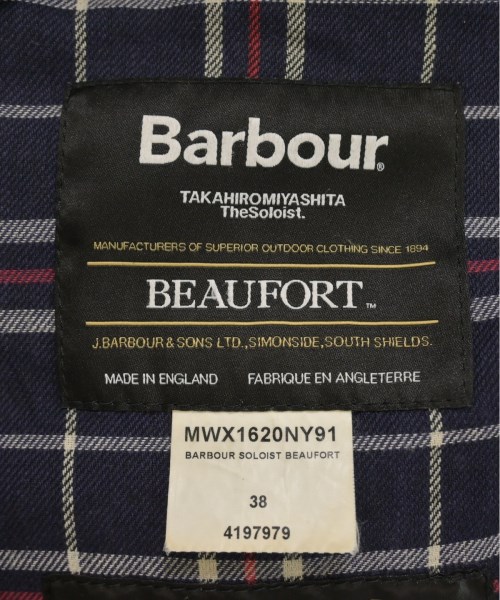 Barbour®
TAKAHIROMIYASHITA
TheSoloist.
MANUFACTURERS OF SUPERIOR OUTDOOR CLOTHING SINCE 1894
BEAUFORT™
J.BARBOUR & SONS LTD., SIMONSIDE, SOUTH SHIELDS.
MADE IN ENGLAND FABRIQUE EN ANGLETERRE
MWX1620NY91
BARBOUR SOLOIST BEAUFORT
38
4197979